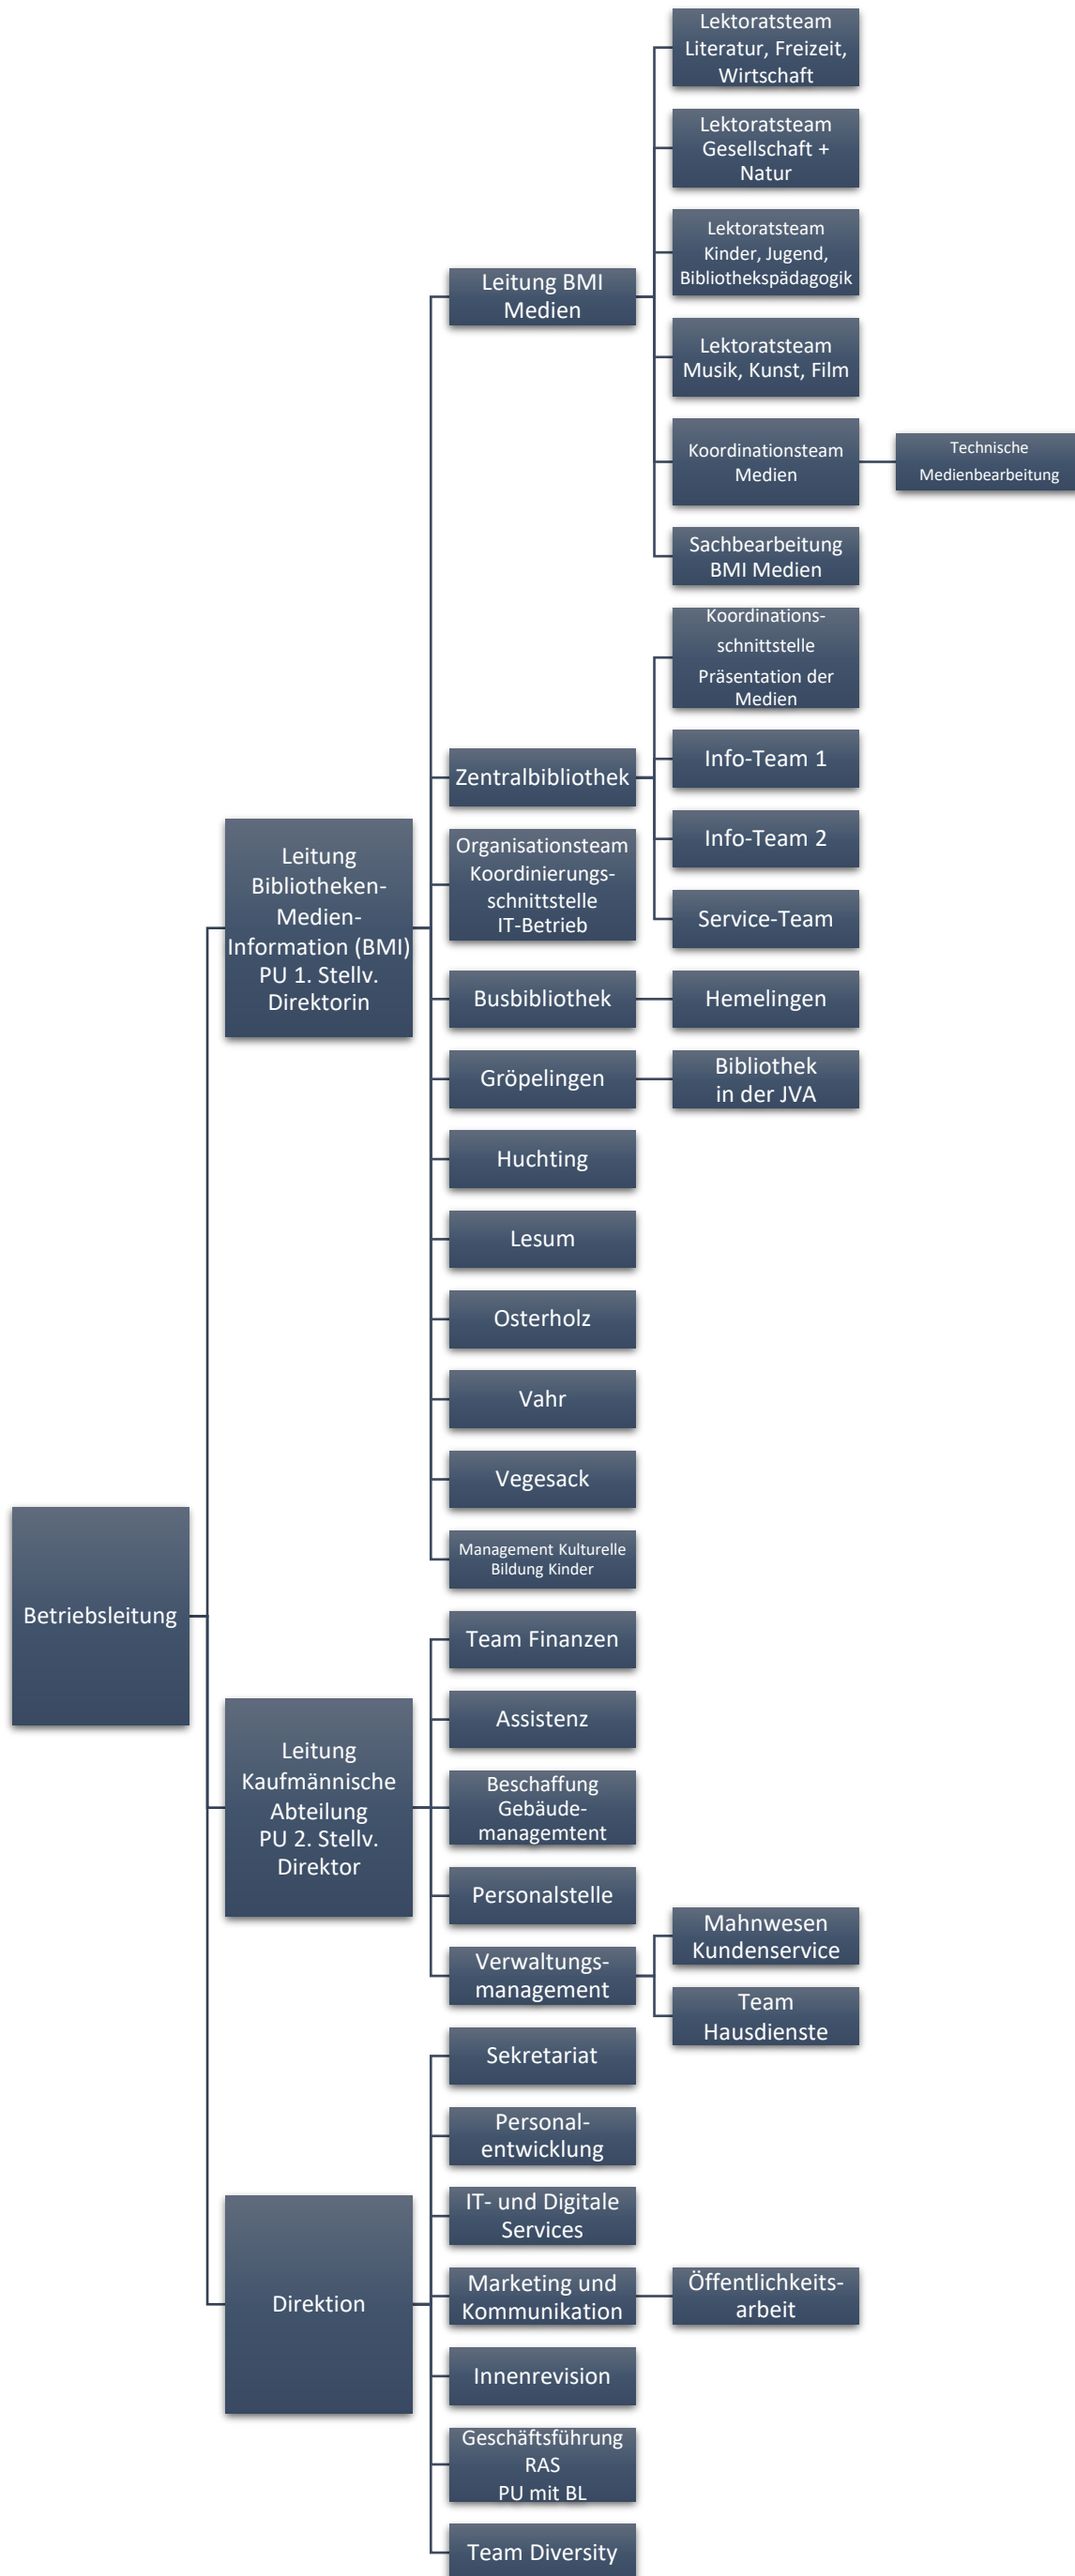 Lektoratsteam
Literatur, Freizeit,
Wirtschaft
Lektoratsteam
Gesellschaft +
Natur
Lektoratsteam
Kinder, Jugend,
Bibliothekspädagogik
Leitung BMI
Medien
Lektoratsteam
Musik, Kunst, Film
Koordinationsteam
Medien
Technische
Medienbearbeitung
Sachbearbeitung
BMI Medien
Koordinations-
schnittstelle
Präsentation der
Medien
Zentralbibliothek
Info-Team 1
Info-Team 2
Service-Team
Leitung
Bibliotheken-
Medien-
Information (BMI)
PU 1. Stellv.
Direktorin
Organisationsteam
Koordinierungs-
schnittstelle
IT-Betrieb
Busbibliothek
Hemelingen
Gröpelingen
Bibliothek
in der JVA
Huchting
Lesum
Osterholz
Vahr
Vegesack
Management Kulturelle
Bildung Kinder
Betriebsleitung
Team Finanzen
Assistenz
Leitung
Kaufmännische
Abteilung
PU 2. Stellv.
Direktor
Beschaffung
Gebäude-
managemtent
Personalstelle
Verwaltungs-
management
Mahnwesen
Kundenservice
Team
Hausdienste
Sekretariat
Personal-
entwicklung
IT- und Digitale
Services
Direktion
Marketing und
Kommunikation
Öffentlichkeits-
arbeit
Innenrevision
Geschäftsführung
RAS
PU mit BL
Team Diversity